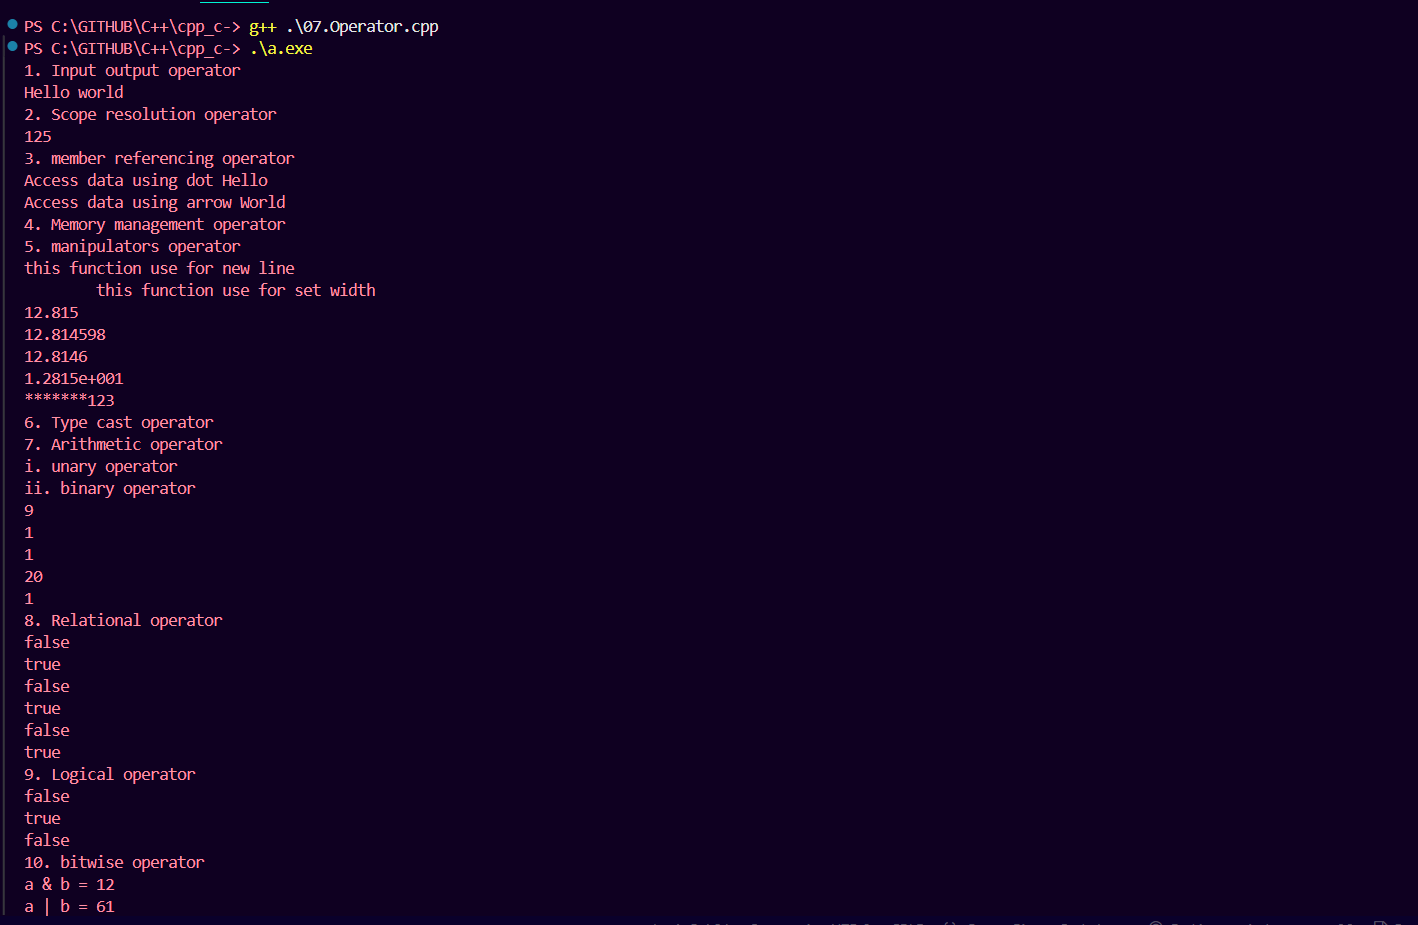 PS C:\GITHUB\C++\cpp_c-> g++ .\07.Operator.cpp
PS C:\GITHUB\C++\cpp_c-> .\a.exe
1. Input output operator
Hello world
2. Scope resolution operator
125
3. member referencing operator
Access data using dot Hello
Access data using arrow World
4. Memory management operator
5. manipulators operator
this function use for new line
        this function use for set width
12.815
12.814598
12.8146
1.2815e+001
*******123
6. Type cast operator
7. Arithmetic operator
i. unary operator
ii. binary operator
9
1
1
20
1
8. Relational operator
false
true
false
true
false
true
9. Logical operator
false
true
false
10. bitwise operator
a & b = 12
a | b = 61